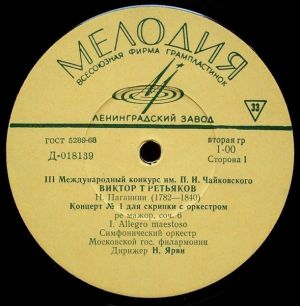 МЕЛОДИЯ
ВСЕСОЮЗНАЯ ФИРМА ГРАМПЛАСТИНОК
33
ЛЕНИНГРАДСКИЙ ЗАВОД
ГОСТ 5289-68
вторая гр
Д-018139
1-00
Сторона 1
III Международный конкурс им. П. И. Чайковского
ВИКТОР ТРЕТЬЯКОВ
Н. Паганини (1782—1840)
Концерт № 1 для скрипки с оркестром
ре мажор, соч. 6
I. Allegro maestoso
Симфонический оркестр
Московской гос. филармонии
Дирижер Н. Ярви